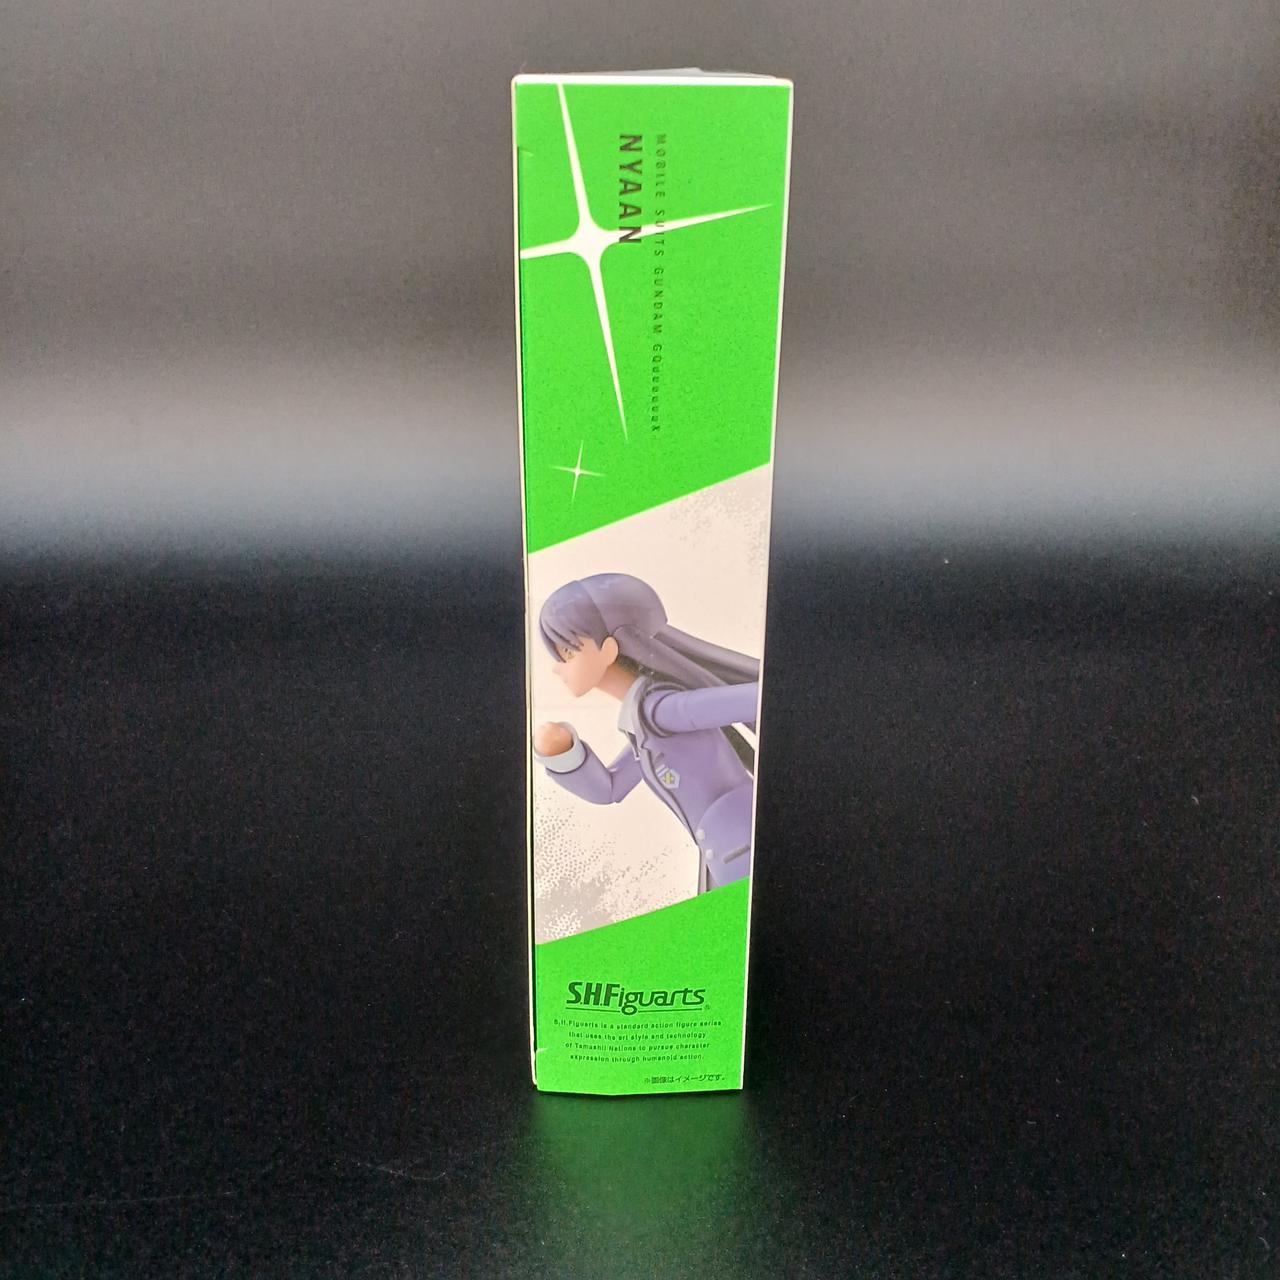 MOBILE SUITS GUNDAM GQuuuuuuX
NYAAN
S.H.Figuarts®
S.H.Figuarts is a standard action figure series
that uses the art style and technology
of Tamashii Nations to pursue character
expression through humanoid action.
※画像はイメージです。